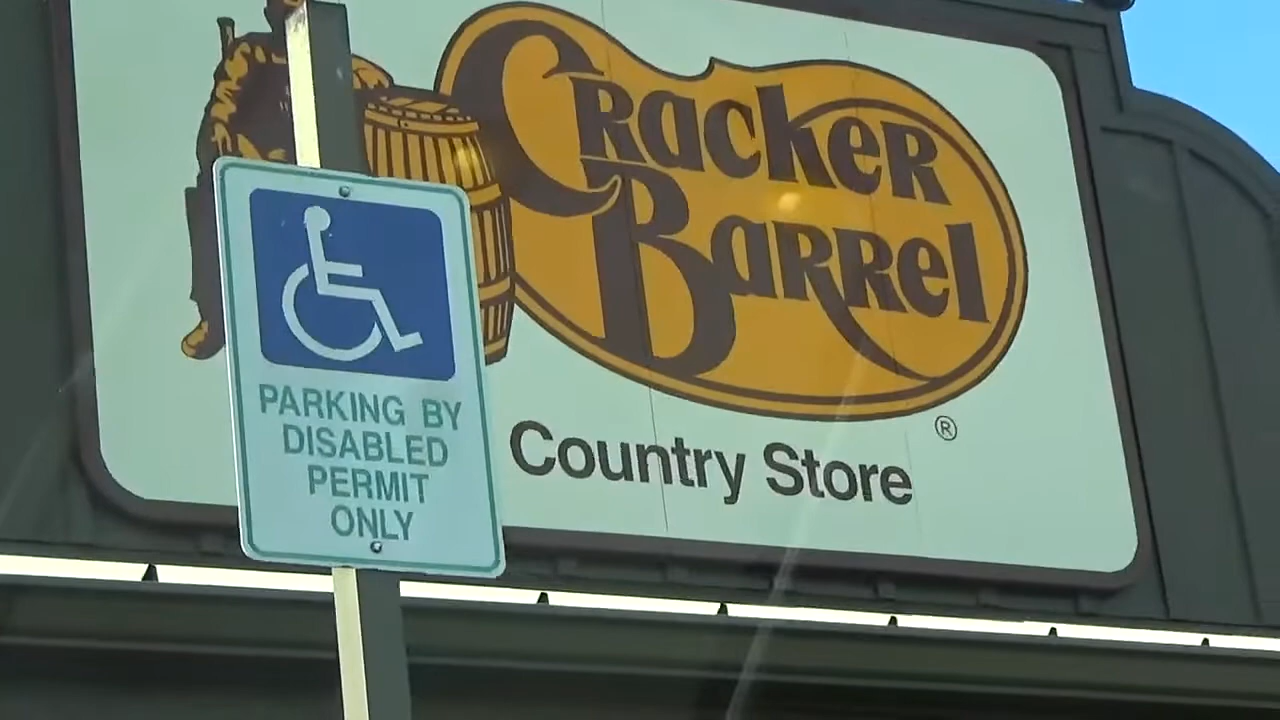 Cracker
Barrel
®
Country Store
PARKING BY
DISABLED
PERMIT
ONLY